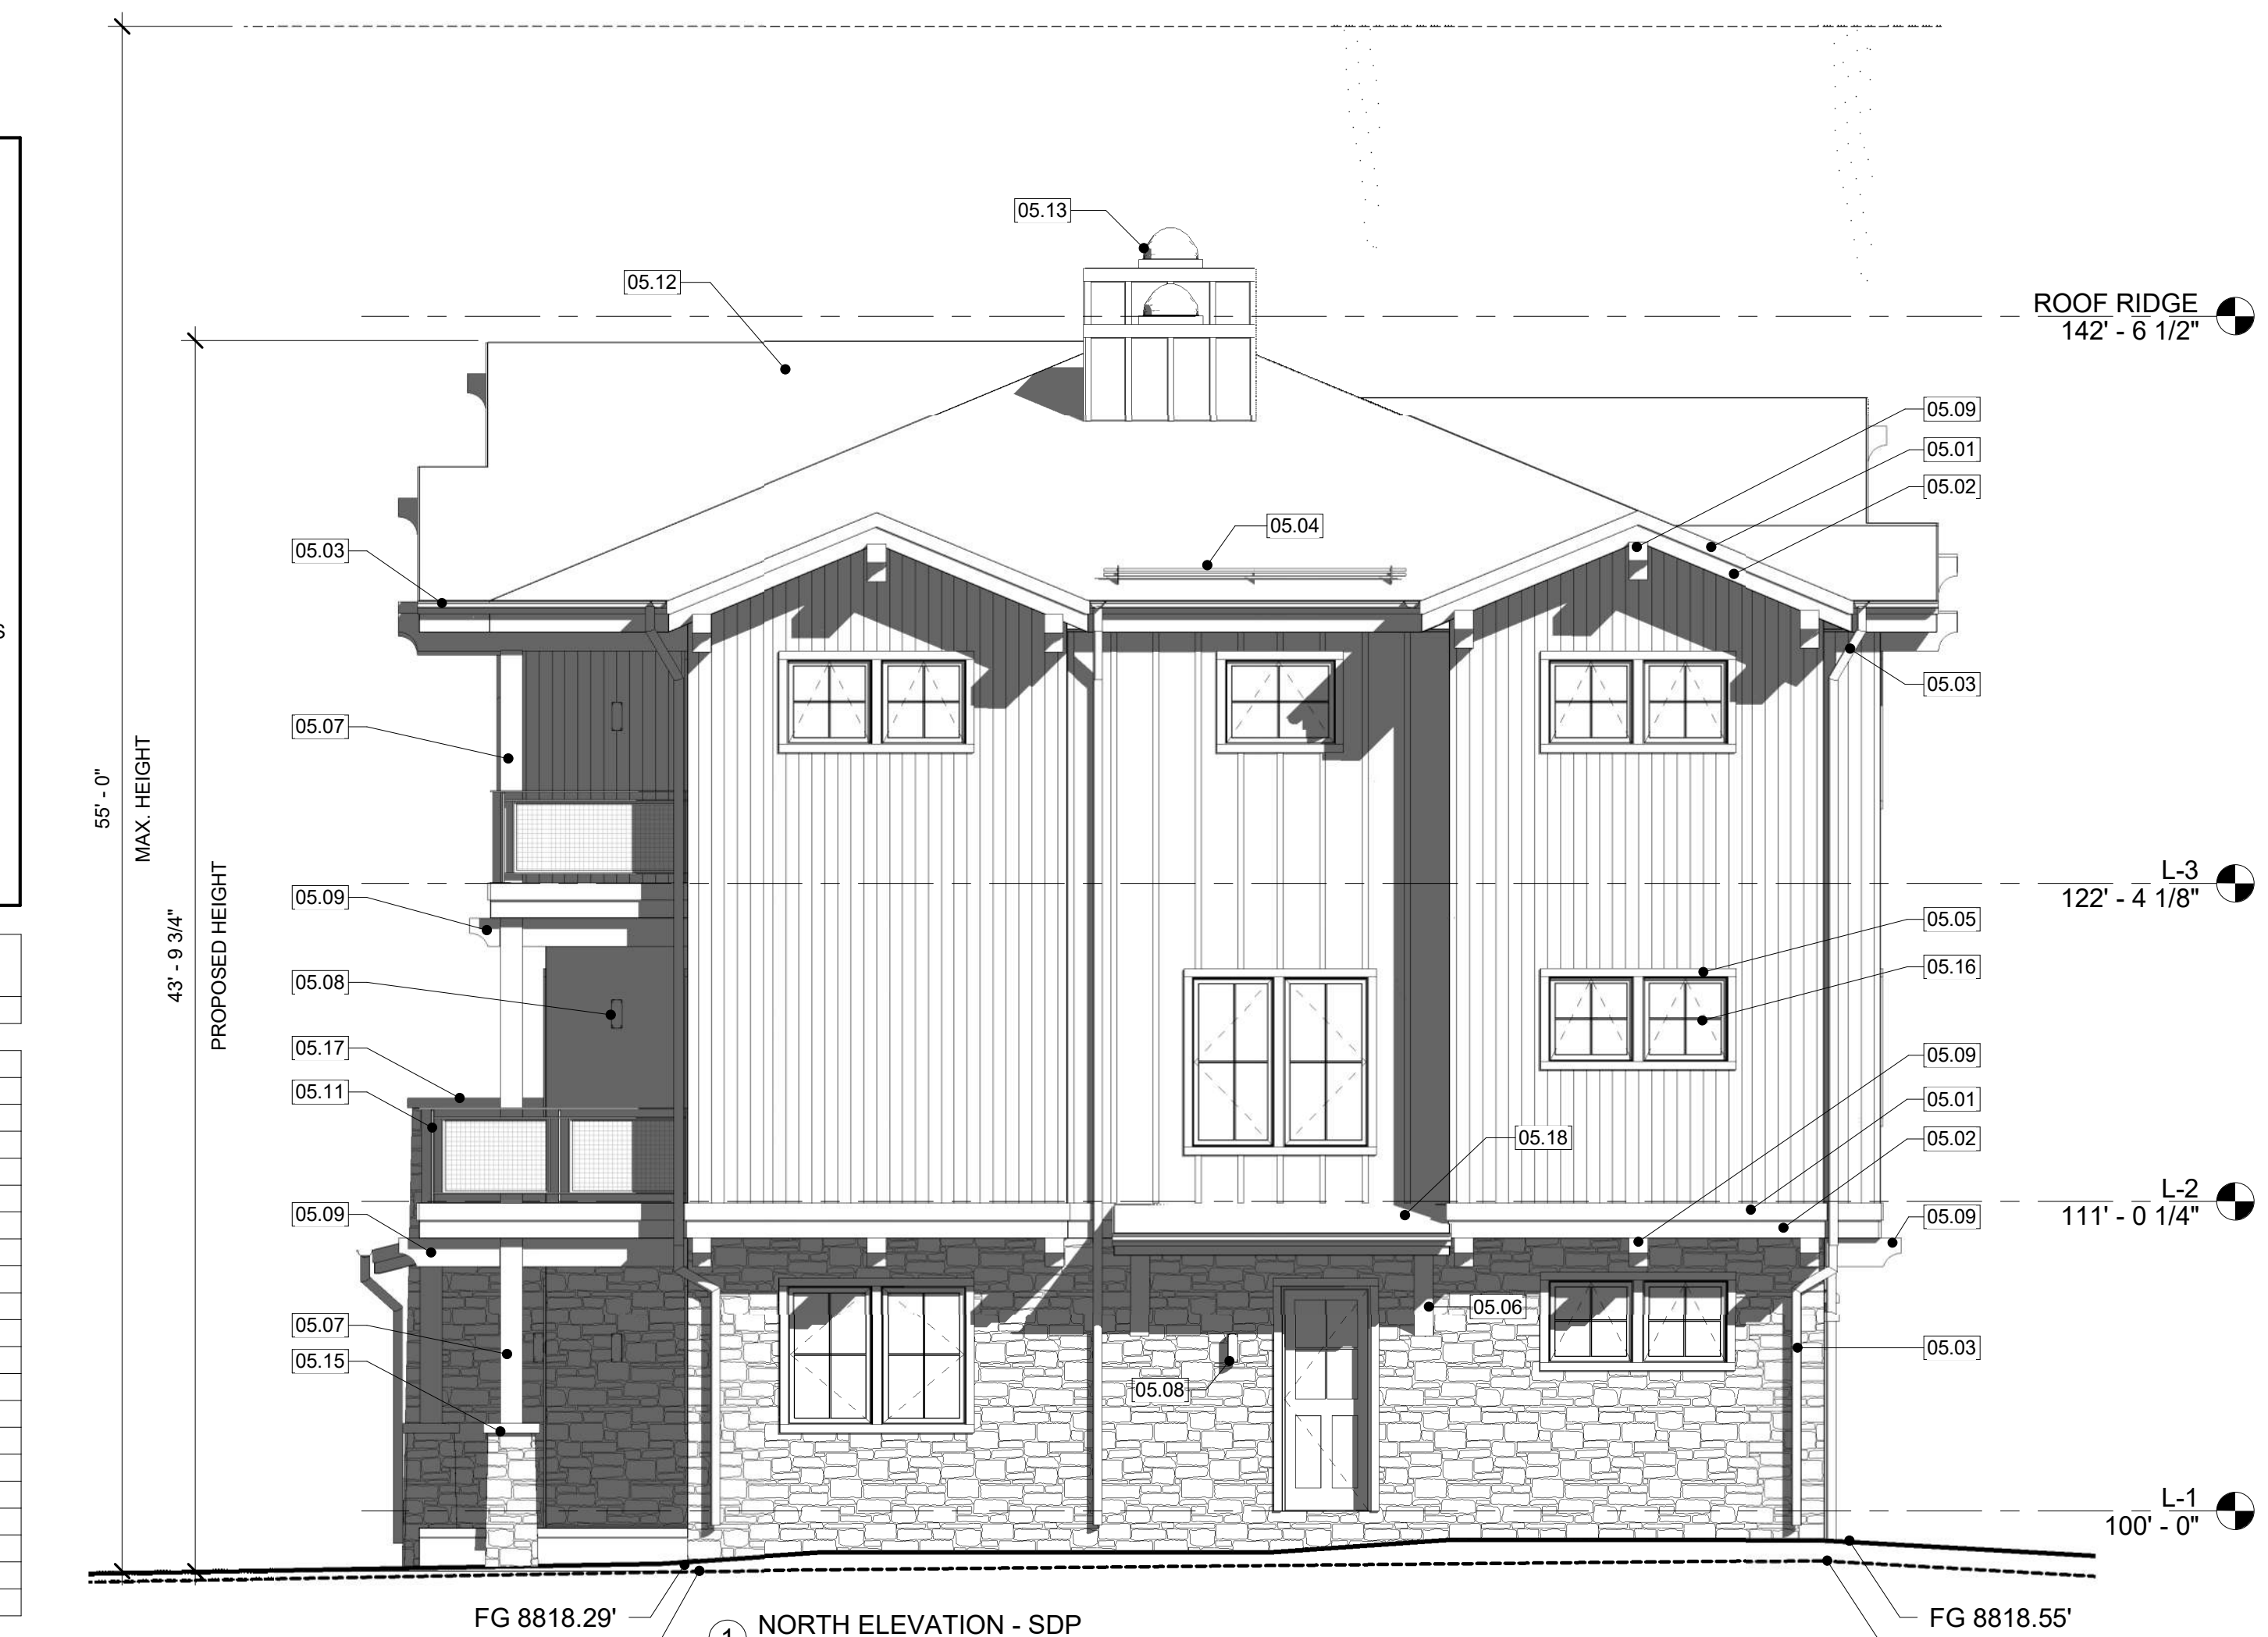 05.13
05.12
ROOF RIDGE
142' - 6 1/2"
05.09
05.01
05.02
05.04
05.03
05.03
05.07
55' - 0"
MAX. HEIGHT
43' - 9 3/4"
PROPOSED HEIGHT
L-3
122' - 4 1/8"
05.09
05.05
05.16
05.08
05.17
05.11
05.09
05.01
05.02
05.18
L-2
111' - 0 1/4"
05.09
05.09
05.06
05.07
05.15
05.03
05.08
L-1
100' - 0"
FG 8818.29'
1 NORTH ELEVATION - SDP
FG 8818.55'